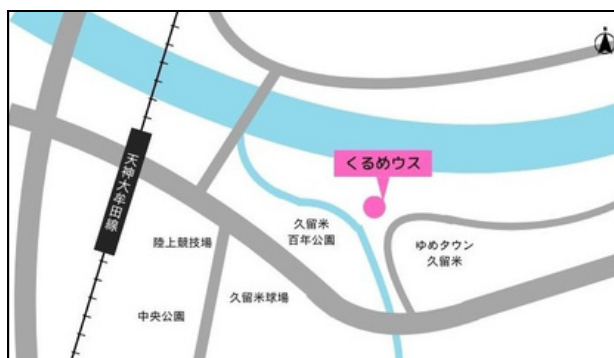 くるめウス
天神大牟田線
久留米
百年公園
陸上競技場
ゆめタウン
久留米
久留米球場
中央公園